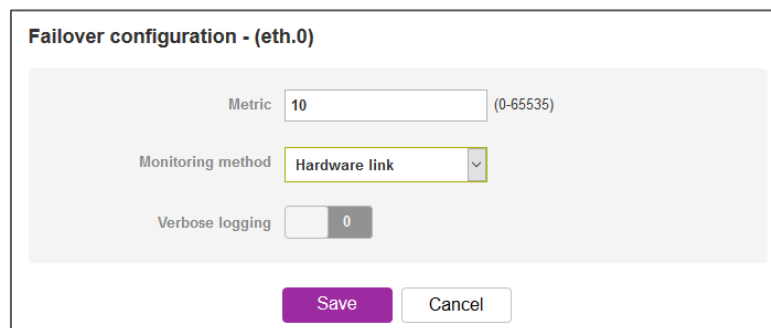 Failover configuration - (eth.0)
Metric 10 (0-65535)
Monitoring method Hardware link
Verbose logging 0
Save Cancel